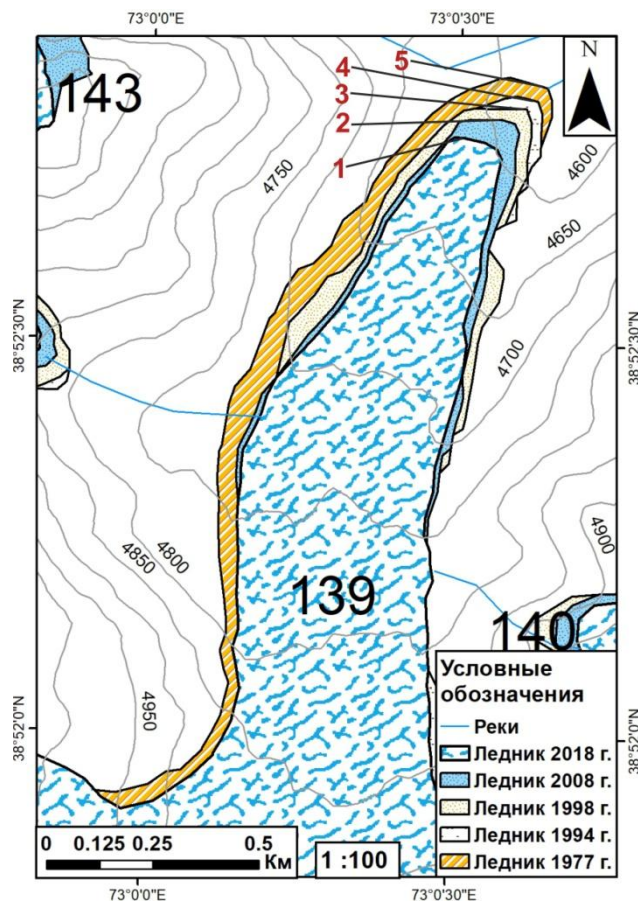 73°0'0"E
73°0'30"E
N
143
5
4
3
2
1
4750
4600
4650
38°52'30"N
38°52'30"N
4700
4900
4800
4850
139
140
4950
38°52'0"N
38°52'0"N
Условные
обозначения
Реки
Ледник 2018 г.
Ледник 2008 г.
Ледник 1998 г.
Ледник 1994 г.
Ледник 1977 г.
0 0.125 0.25 0.5
Км
1 :100
73°0'0"E
73°0'30"E